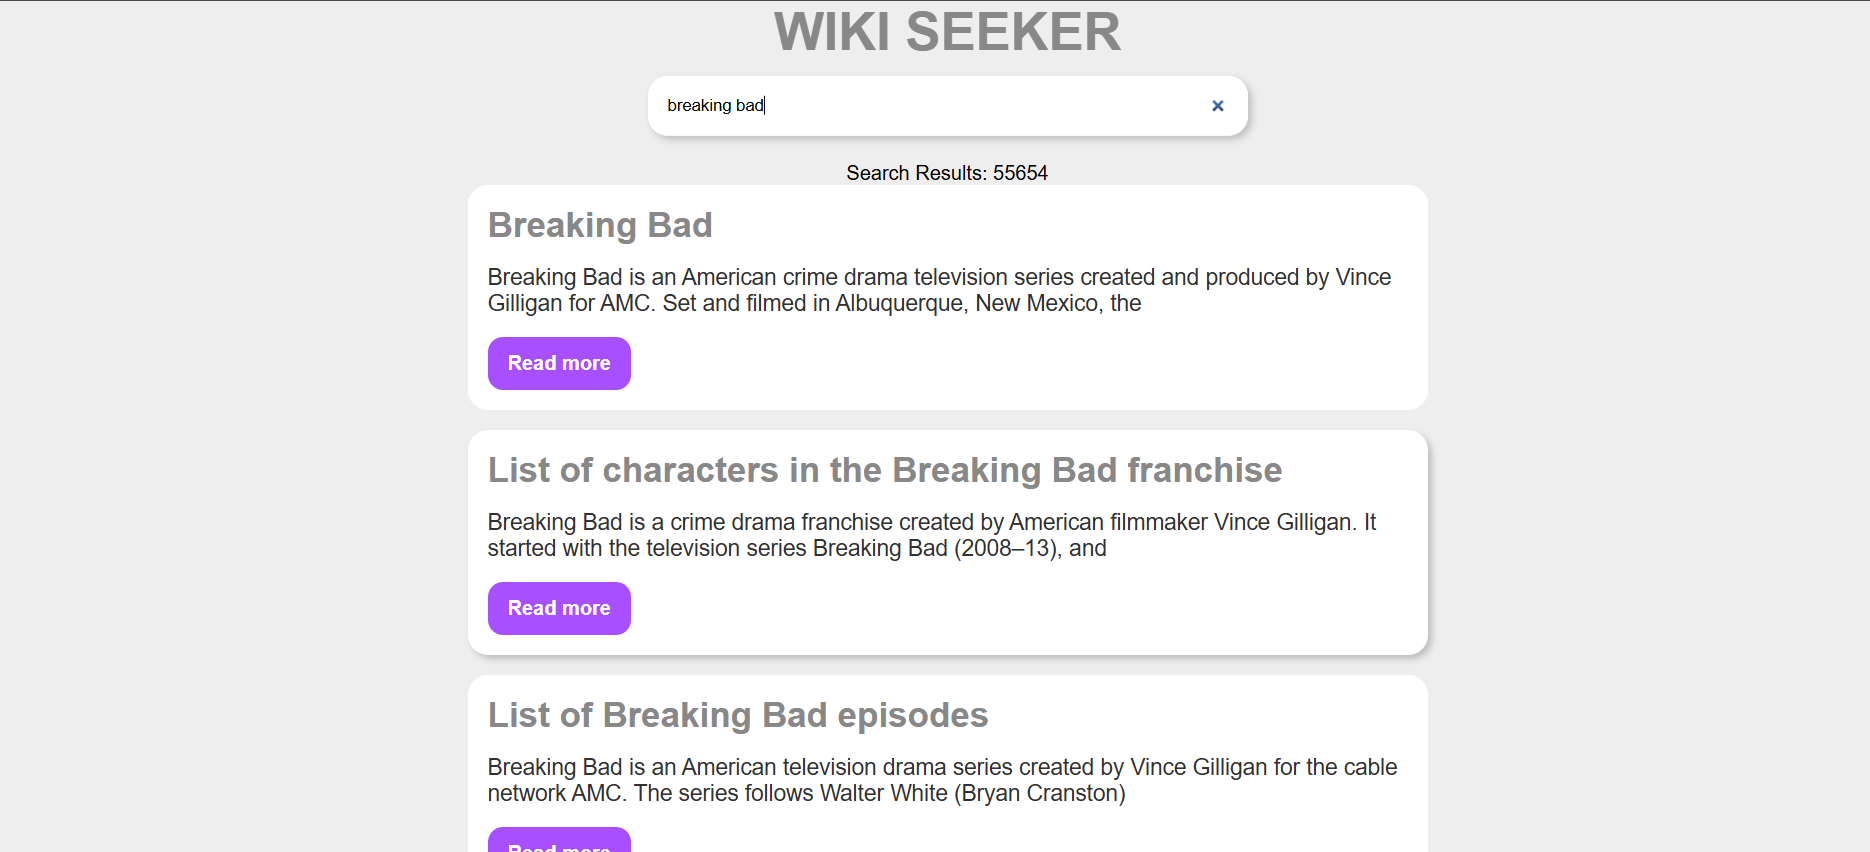 WIKI SEEKER
breaking bad
Search Results: 55654
Breaking Bad
Breaking Bad is an American crime drama television series created and produced by Vince
Gilligan for AMC. Set and filmed in Albuquerque, New Mexico, the
Read more
List of characters in the Breaking Bad franchise
Breaking Bad is a crime drama franchise created by American filmmaker Vince Gilligan. It
started with the television series Breaking Bad (2008–13), and
Read more
List of Breaking Bad episodes
Breaking Bad is an American television drama series created by Vince Gilligan for the cable
network AMC. The series follows Walter White (Bryan Cranston)
Read more